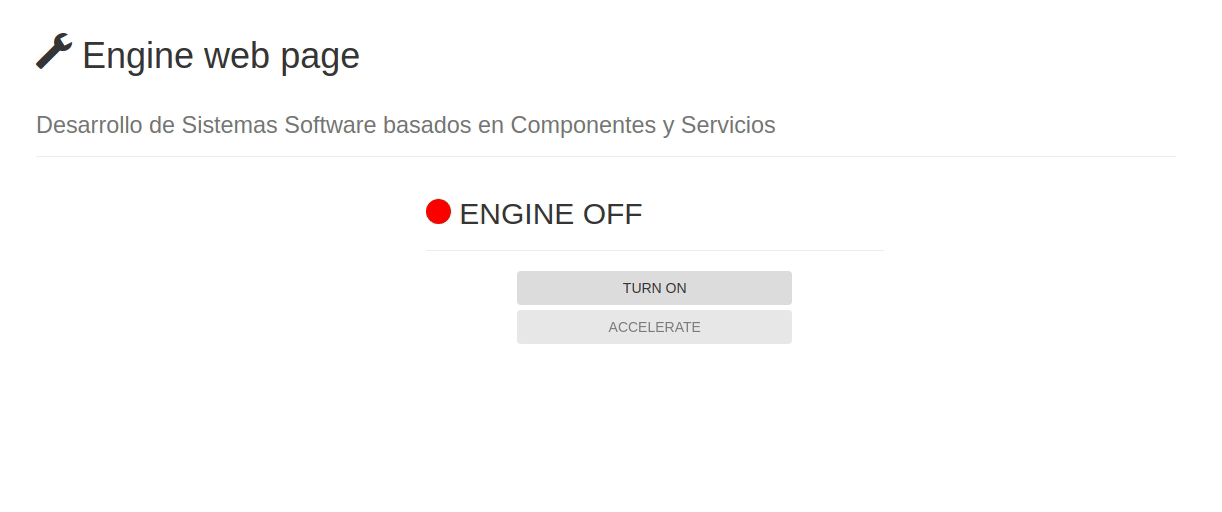 Engine web page
Desarrollo de Sistemas Software basados en Componentes y Servicios
ENGINE OFF
TURN ON
ACCELERATE